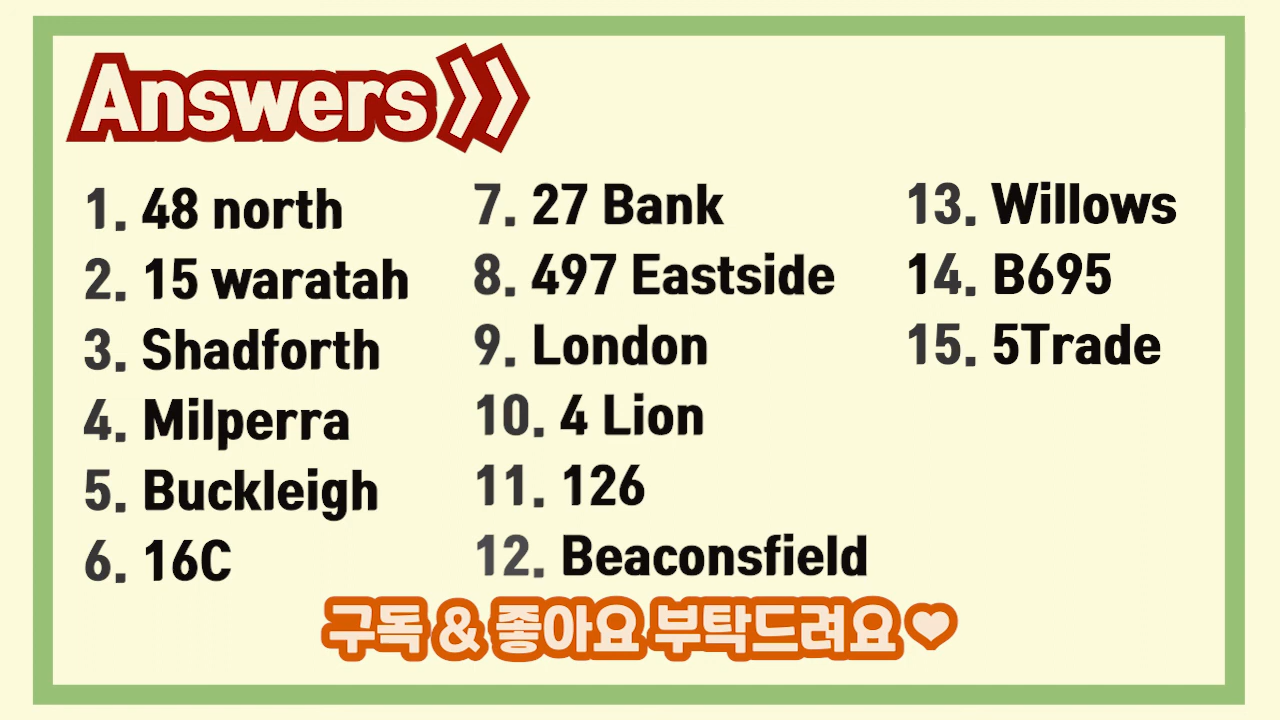 Answers
1. 48 north
2. 15 waratah
3. Shadforth
4. Milperra
5. Buckleigh
6. 16C
7. 27 Bank
8. 497 Eastside
9. London
10. 4 Lion
11. 126
12. Beaconsfield
13. Willows
14. B695
15. 5Trade
구독 & 좋아요 부탁드려요♥